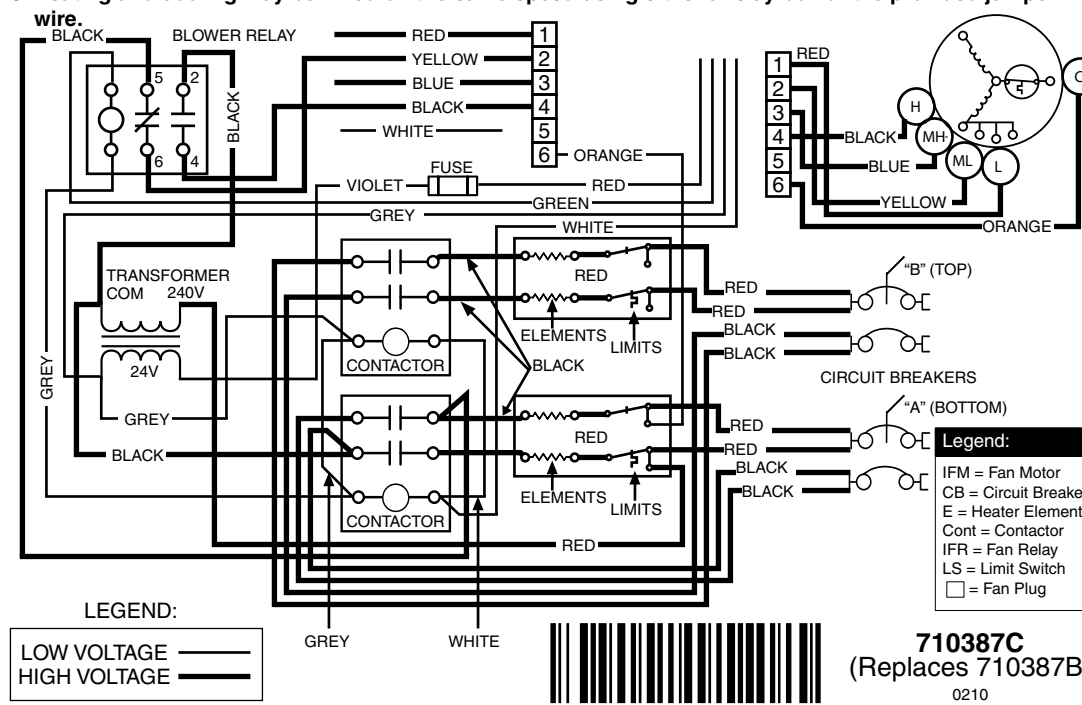 wire.
BLACK
BLOWER RELAY
RED
YELLOW
BLUE
BLACK
WHITE
1
2
3
4
5
6
5
2
6
4
BLACK
ORANGE
FUSE
VIOLET
RED
GREEN
GREY
WHITE
RED
1
2
3
4
5
6
BLACK
BLUE
YELLOW
ORANGE
H
MH
ML
L
C
TRANSFORMER
COM 240V
24V
GREY
GREY
BLACK
CONTACTOR
CONTACTOR
RED
ELEMENTS
LIMITS
BLACK
RED
ELEMENTS
LIMITS
RED
RED
RED
BLACK
BLACK
"B" (TOP)
CIRCUIT BREAKERS
"A" (BOTTOM)
RED
RED
BLACK
BLACK
GREY
WHITE
Legend:
IFM = Fan Motor
CB = Circuit Breake
E = Heater Element
Cont = Contactor
IFR = Fan Relay
LS = Limit Switch
= Fan Plug
LEGEND:
LOW VOLTAGE
HIGH VOLTAGE
710387C
(Replaces 710387B
0210